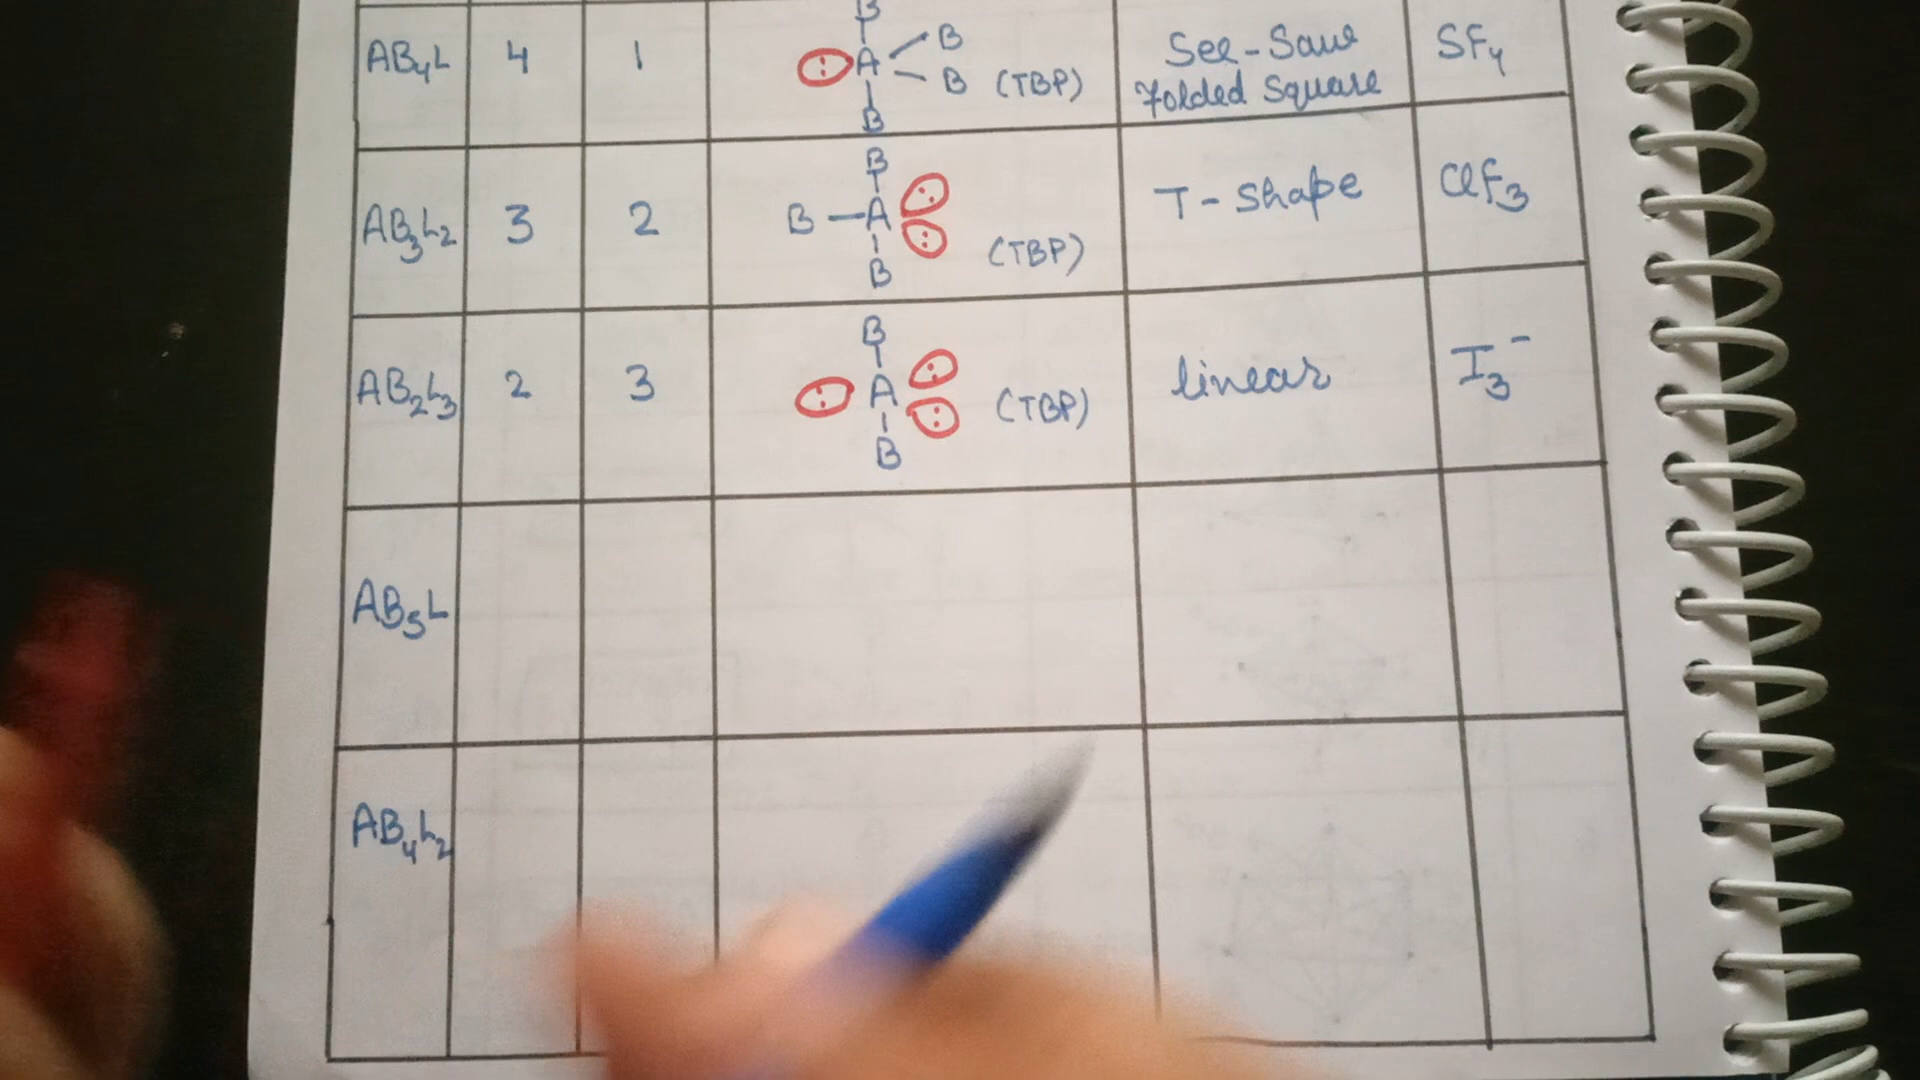 AB4L 4 1 B A B B B (TBP) See-Saw Folded Square SF4
AB3L2 3 2 B B A B (TBP) T-Shape ClF3
AB2L3 2 3 B A B (TBP) linear I3-
AB5L
AB4L2